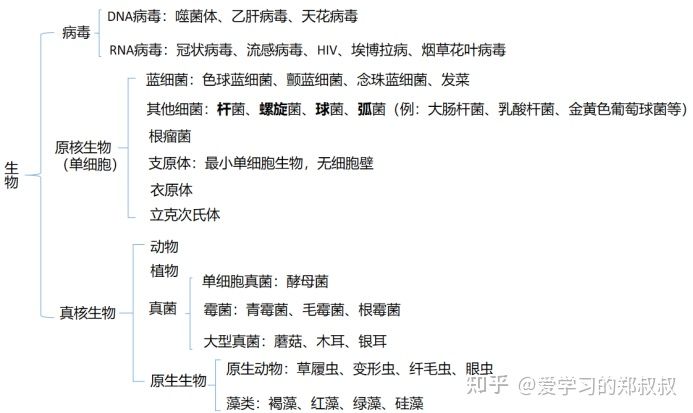 DNA病毒：噬菌体、乙肝病毒、天花病毒
病毒
RNA病毒：冠状病毒、流感病毒、HIV、埃博拉病、烟草花叶病毒
蓝细菌：色球蓝细菌、颤蓝细菌、念珠蓝细菌、发菜
其他细菌：杆菌、螺旋菌、球菌、弧菌（例：大肠杆菌、乳酸杆菌、金黄色葡萄球菌等）
根瘤菌
原核生物
（单细胞）
支原体：最小单细胞生物，无细胞壁
生物
衣原体
立克次氏体
动物
植物
单细胞真菌：酵母菌
真核生物
真菌
霉菌：青霉菌、毛霉菌、根霉菌
大型真菌：蘑菇、木耳、银耳
原生生物
原生动物：草履虫、变形虫、纤毛虫、眼虫
藻类：褐藻、红藻、绿藻、硅藻
知乎 @爱学习的郑叔叔